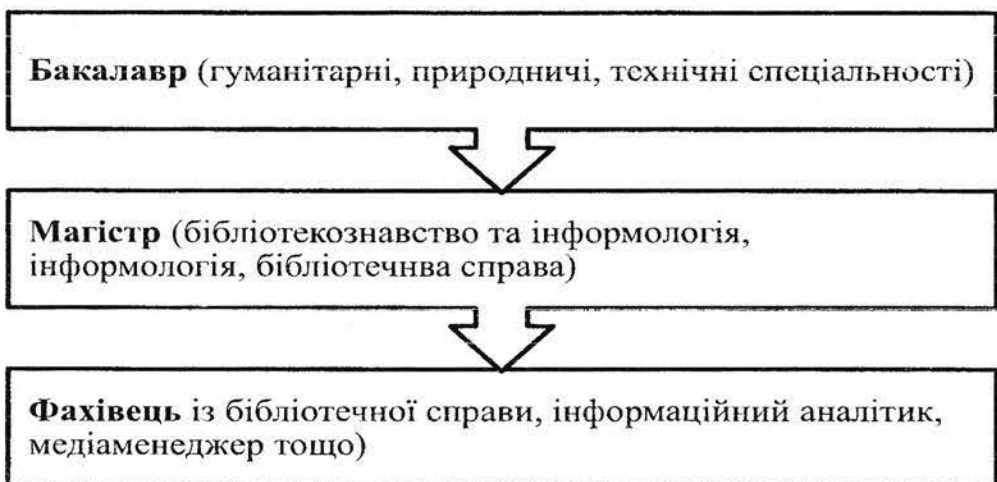 Бакалавр (гуманітарні, природничі, технічні спеціальності)
Магістр (бібліотекознавство та інформологія,
інформологія, бібліотечнва справа)
Фахівець із бібліотечної справи, інформаційний аналітик,
медіаменеджер тощо)